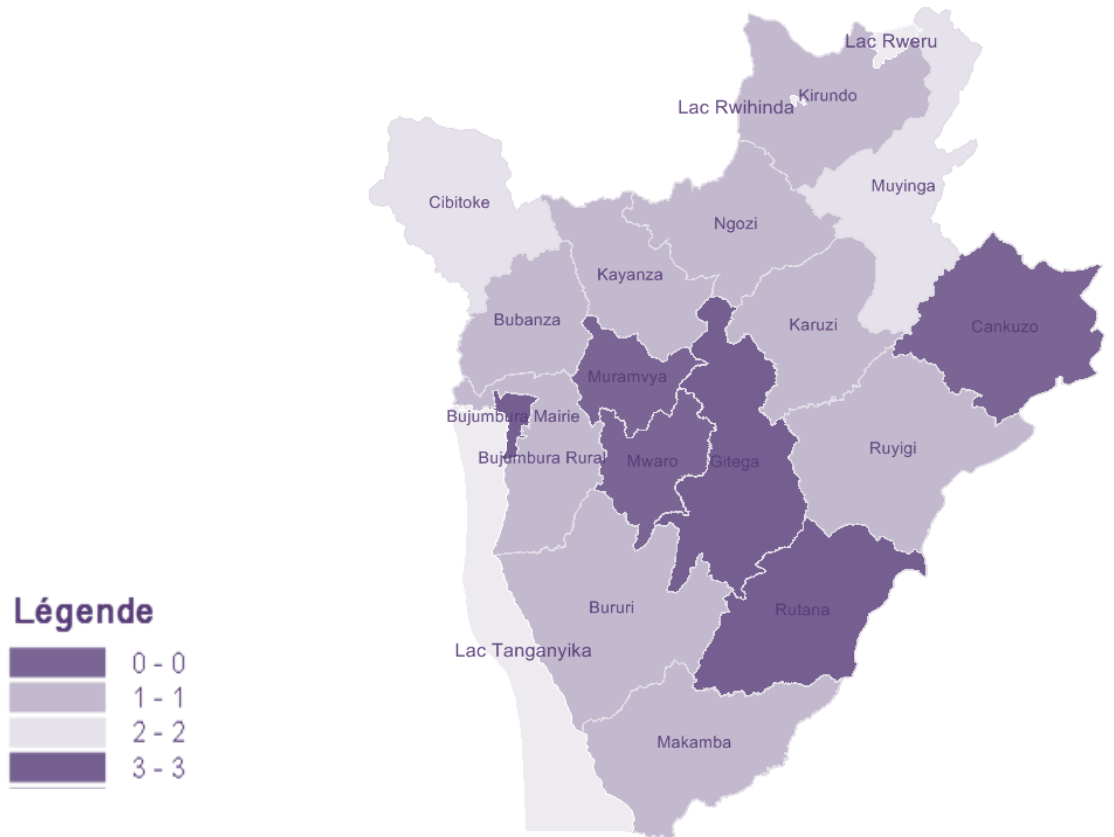 Lac Rweru
Kirundo
Lac Rwihinda
Muyinga
Cibitoke
Ngozi
Kayanza
Bubanza
Karuzi
Cankuzo
Muramvya
Bujumbura Mairie
Ruyigi
Bujumbura Rural
Mwaro
Gitega
Bururi
Rutana
Lac Tanganyika
Makamba
Légende
0 - 0
1 - 1
2 - 2
3 - 3